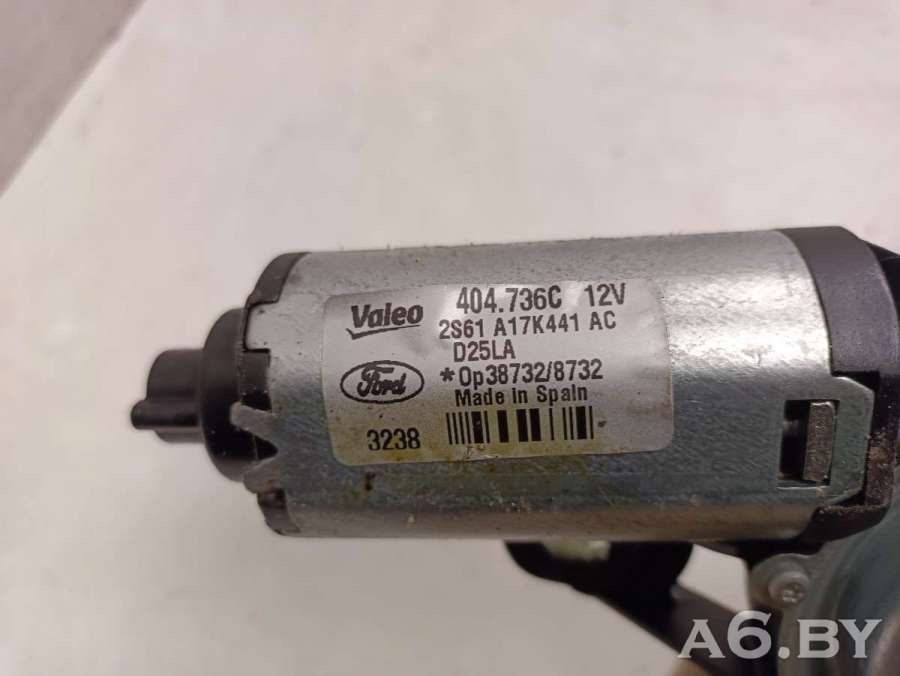 Valeo 404.736C 12V
2S61 A17K441 AC
D25LA
Ford *0p38732/8732
Made in Spain
3238
A6.BY